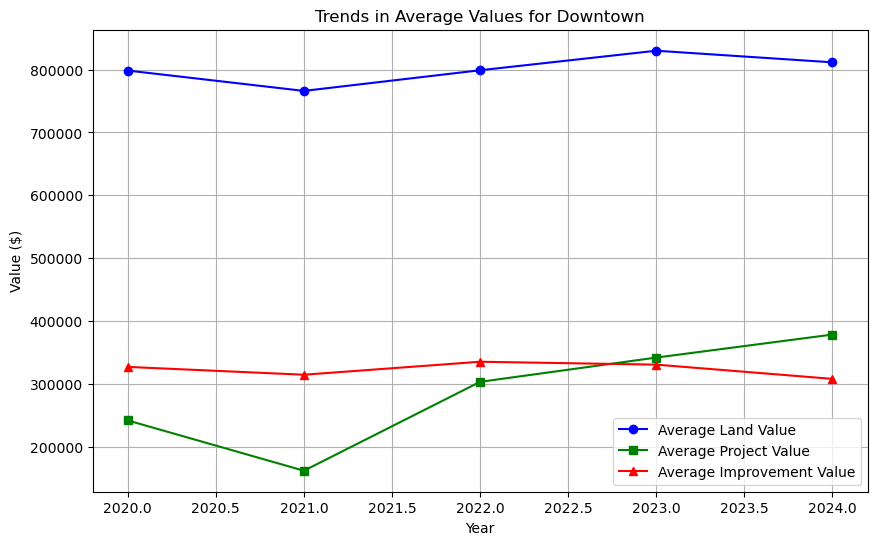 Trends in Average Values for Downtown
800000
700000
600000
500000
400000
300000
200000
Value ($)
Average Land Value
Average Project Value
Average Improvement Value
2020.0 2020.5 2021.0 2021.5 2022.0 2022.5 2023.0 2023.5 2024.0
Year